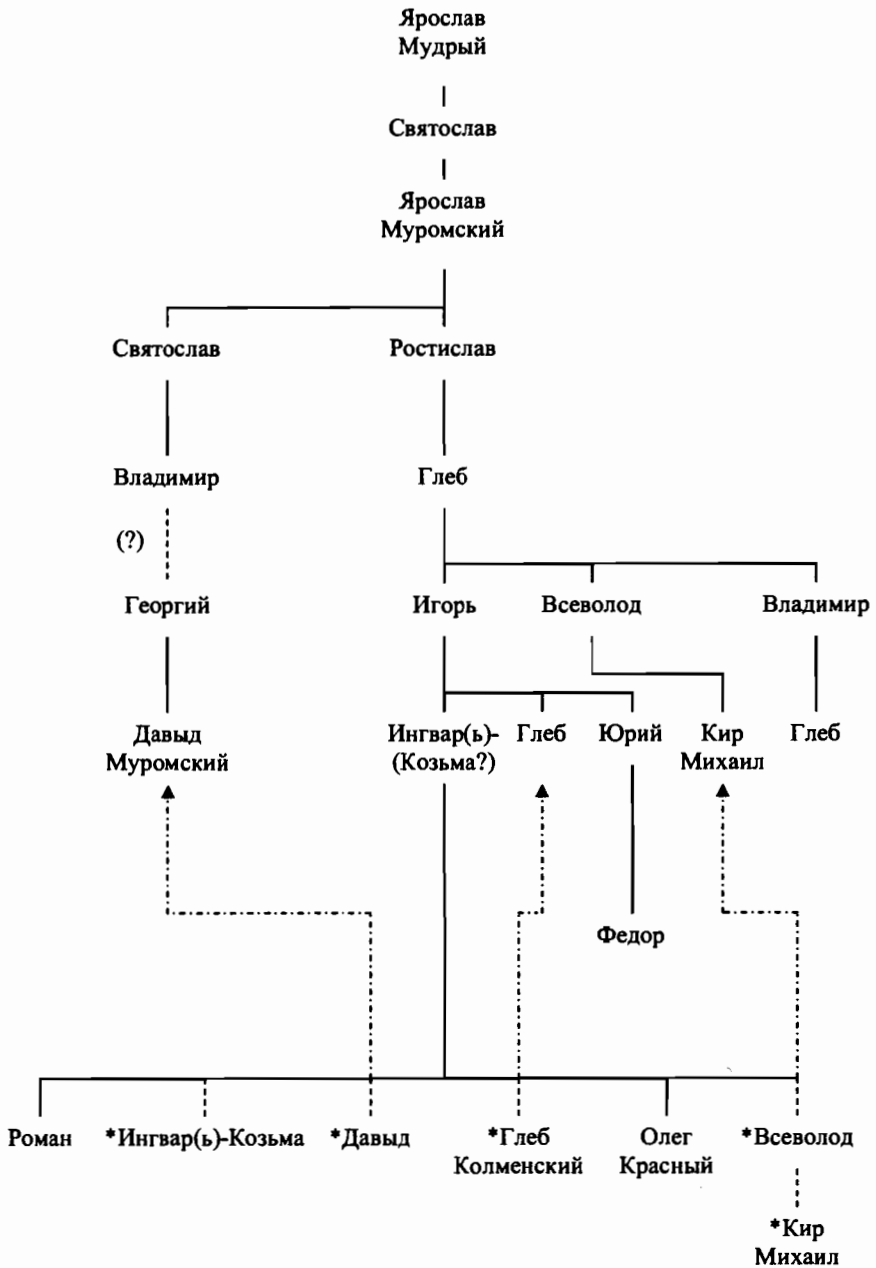 Ярослав
Мудрый
Святослав
Ярослав
Муромский
Святослав Ростислав
Владимир Глеб
(?)
Георгий Игорь Всеволод Владимир
Давыд Ингвар(ь)- Глеб Юрий Кир Глеб
Муромский (Козьма?) Михаил
Федор
Роман *Ингвар(ь)-Козьма *Давыд *Глеб Олег *Всеволод
Колменский Красный
*Кир
Михаил